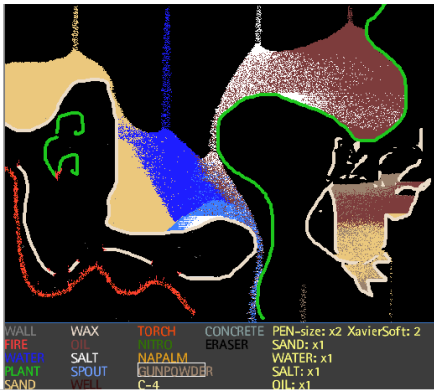 WALL WAX TORCH CONCRETE PEN-size: x2 XavierSoft: 2
FIRE OIL NITRO ERASER SAND: x1
WATER SALT NAPALM WATER: x1
PLANT SPOUT GUNPOWDER SALT: x1
SAND WELL C-4 OIL: x1